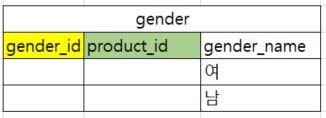 gender
gender_id product_id gender_name
여
남